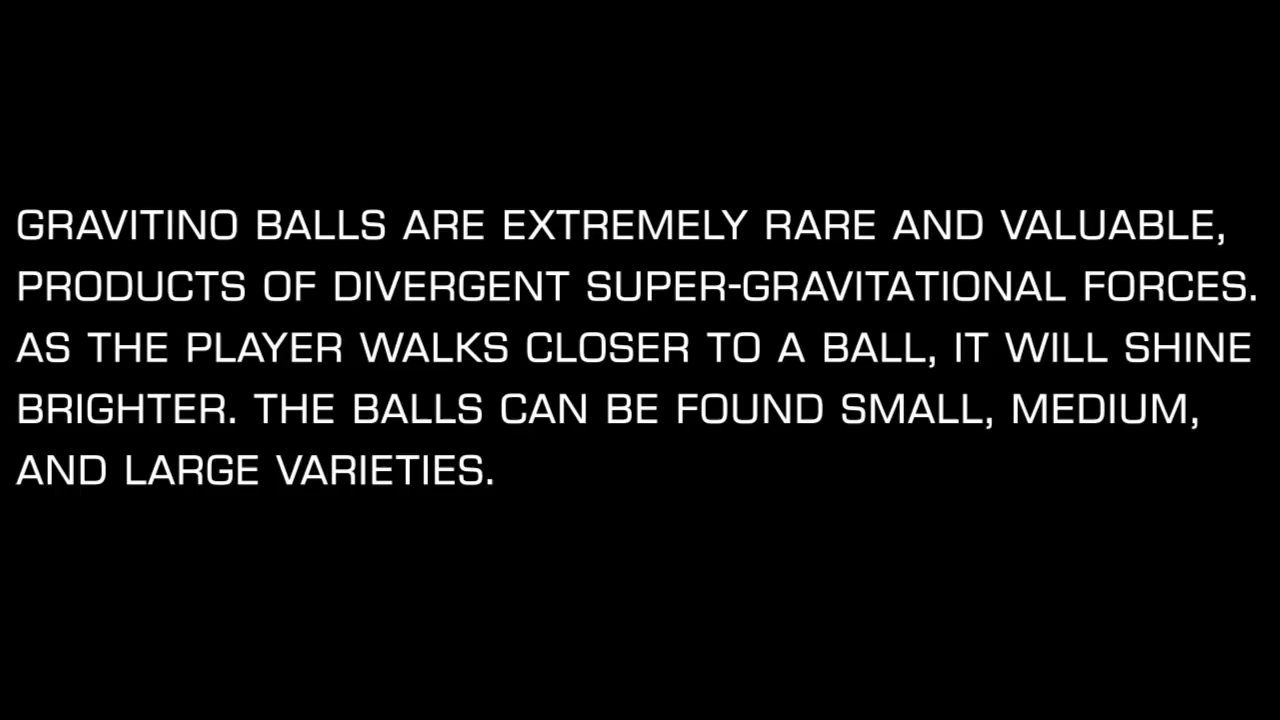 GRAVITINO BALLS ARE EXTREMELY RARE AND VALUABLE,
PRODUCTS OF DIVERGENT SUPER-GRAVITATIONAL FORCES.
AS THE PLAYER WALKS CLOSER TO A BALL, IT WILL SHINE
BRIGHTER. THE BALLS CAN BE FOUND SMALL, MEDIUM,
AND LARGE VARIETIES.